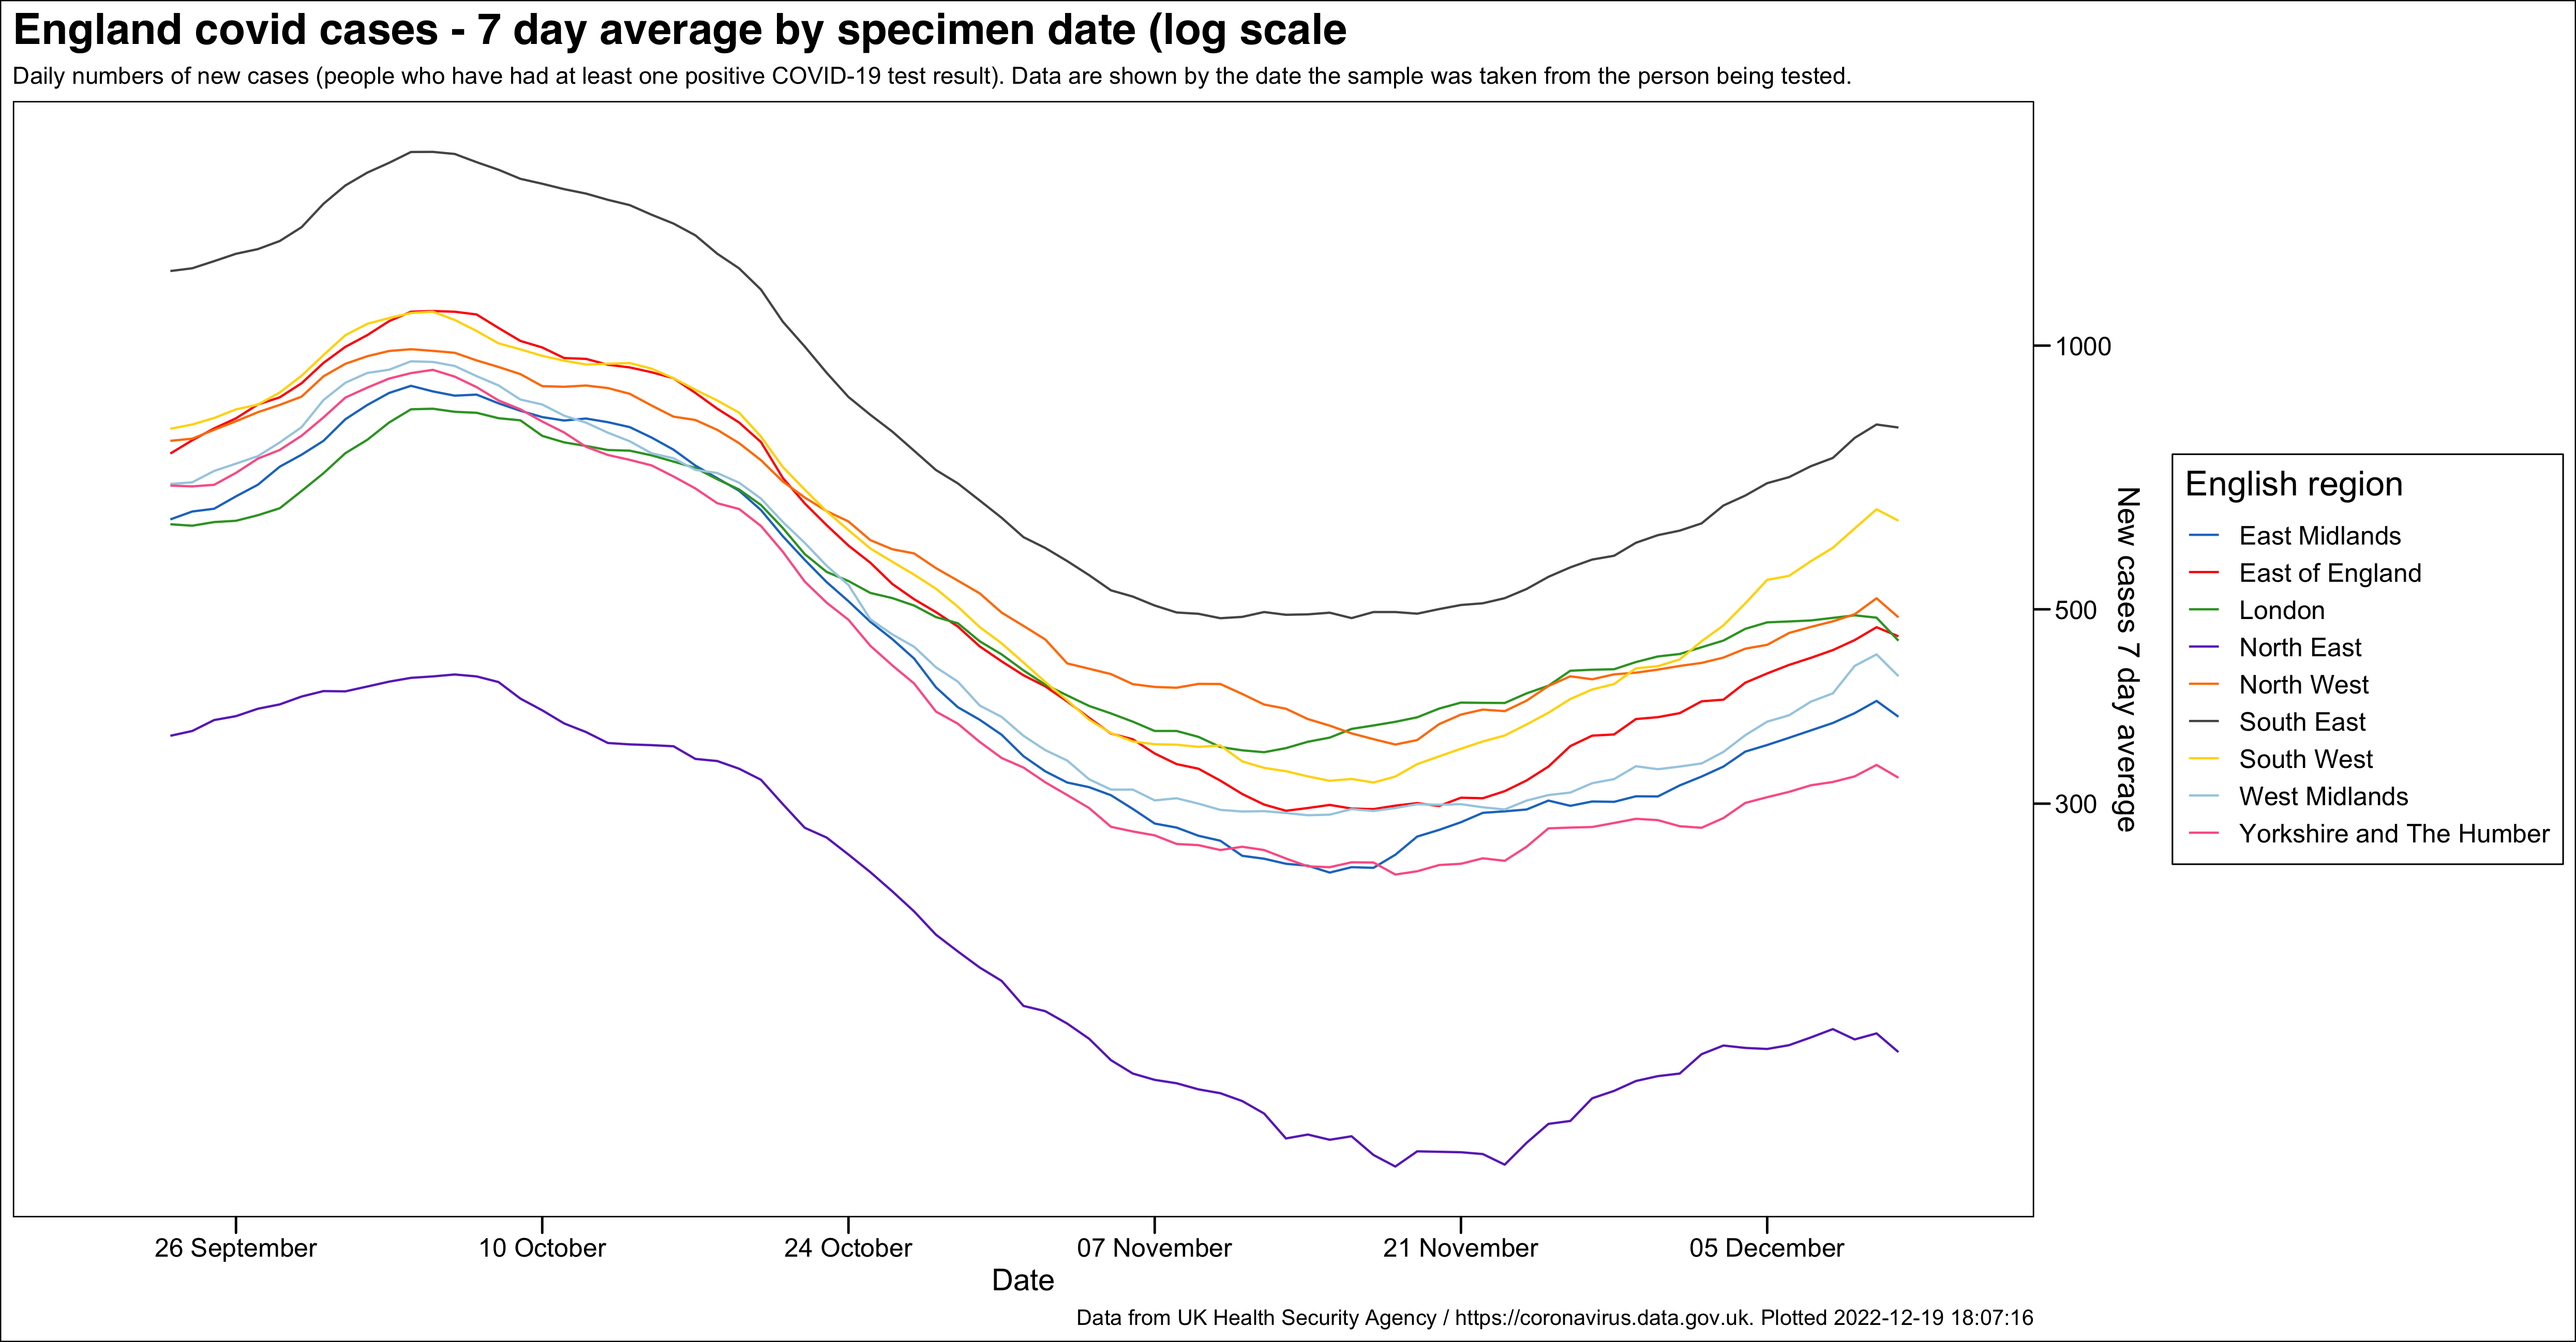 England covid cases - 7 day average by specimen date (log scale
Daily numbers of new cases (people who have had at least one positive COVID-19 test result). Data are shown by the date the sample was taken from the person being tested.
1000
500
300
New cases 7 day average
English region
East Midlands
East of England
London
North East
North West
South East
South West
West Midlands
Yorkshire and The Humber
26 September
10 October
24 October
07 November
21 November
05 December
Date
Data from UK Health Security Agency / https://coronavirus.data.gov.uk. Plotted 2022-12-19 18:07:16